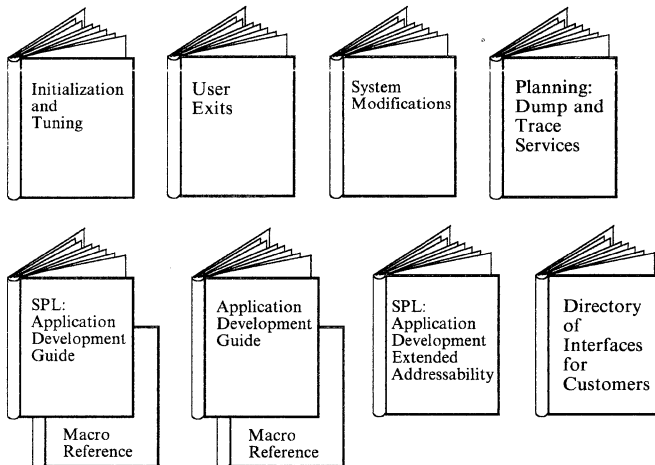 Initialization
and
Tuning
User
Exits
System
Modifications
Planning:
Dump and
Trace
Services
SPL:
Application
Development
Guide
Macro
Reference
Application
Development
Guide
Macro
Reference
SPL:
Application
Development
Extended
Addressability
Directory
of
Interfaces
for
Customers